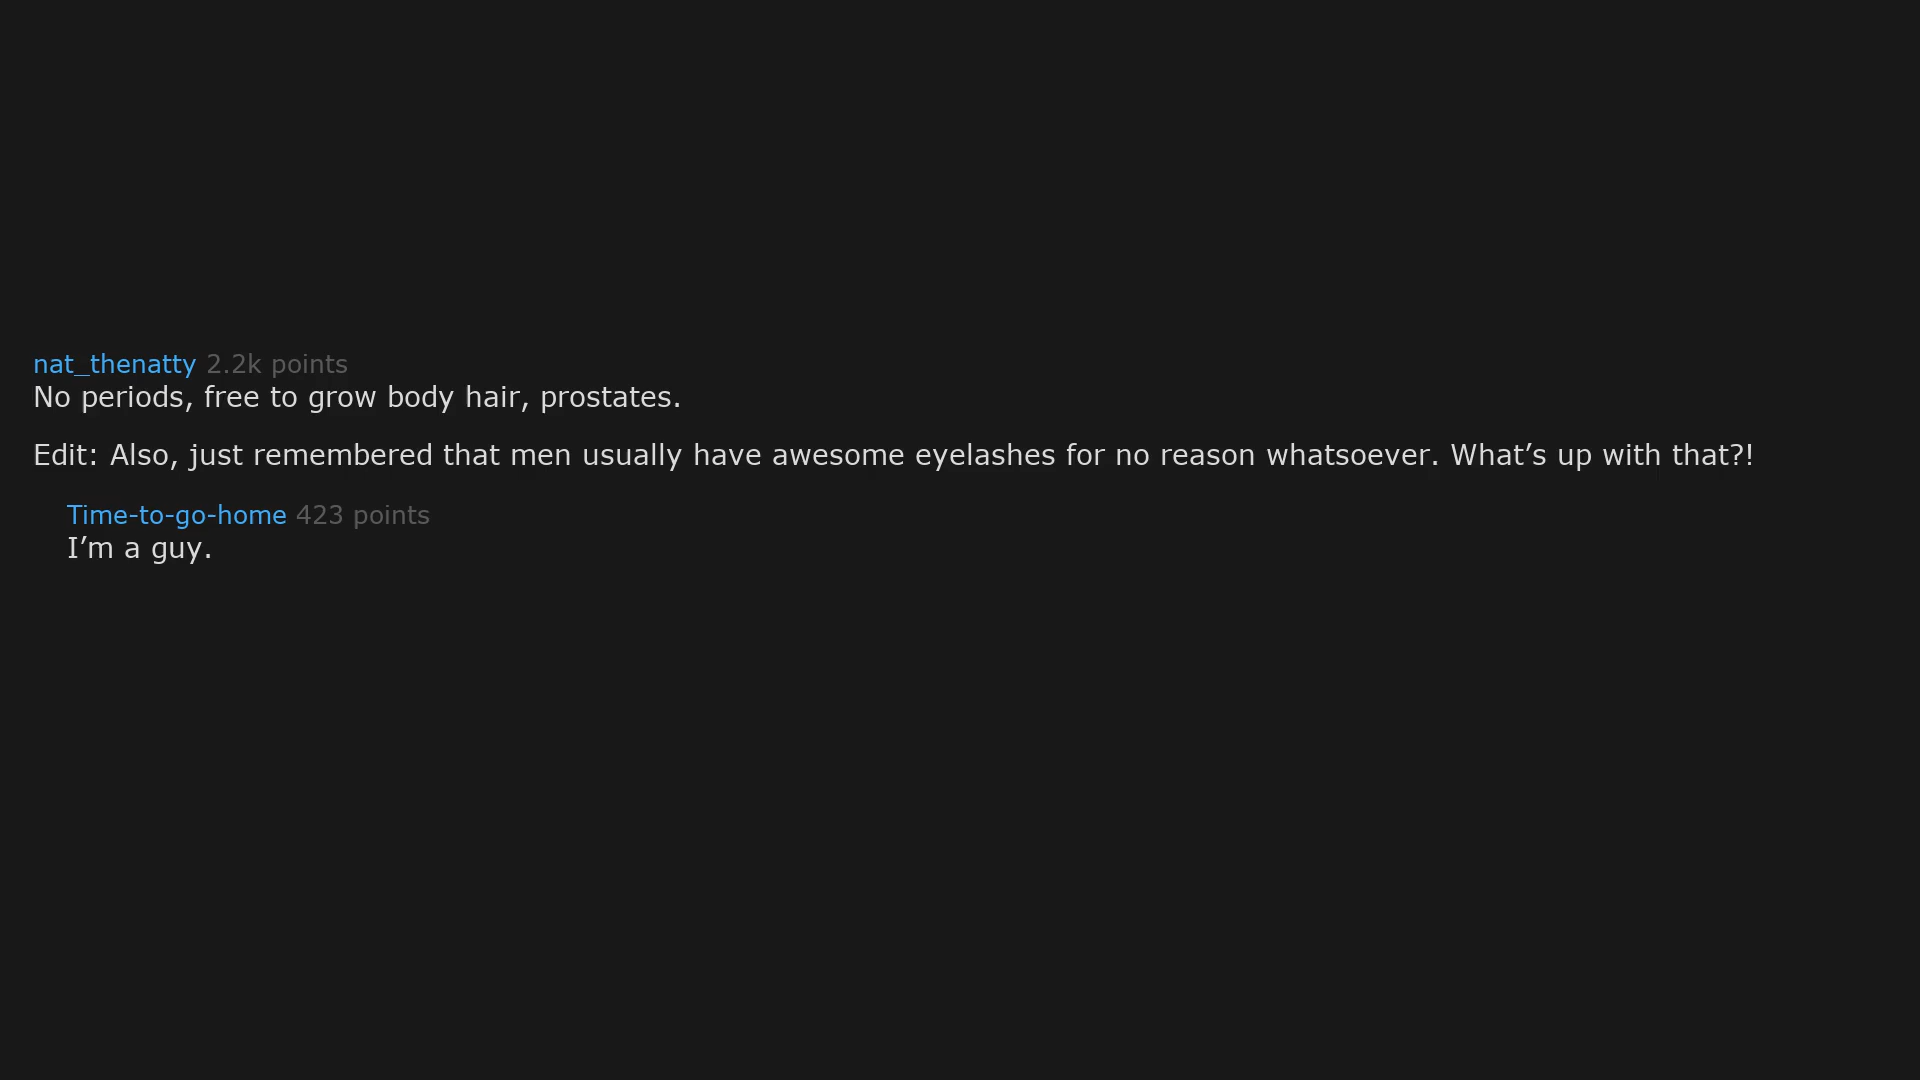 nat_thenatty 2.2k points
No periods, free to grow body hair, prostates.
Edit: Also, just remembered that men usually have awesome eyelashes for no reason whatsoever. What’s up with that?!
Time-to-go-home 423 points
I’m a guy.